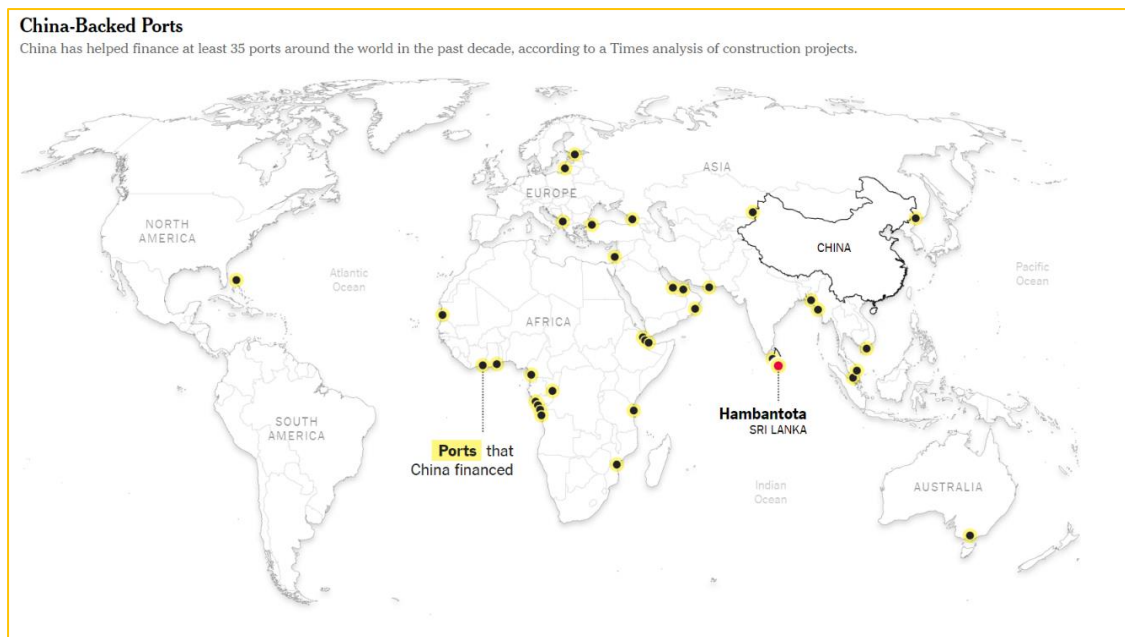 China-Backed Ports
China has helped finance at least 35 ports around the world in the past decade, according to a Times analysis of construction projects.
ASIA
EUROPE
NORTH
AMERICA
CHINA
Atlantic
Ocean
Pacific
Ocean
AFRICA
SOUTH
AMERICA
Hambantota
SRI LANKA
Ports that
China financed
Indian
Ocean
AUSTRALIA